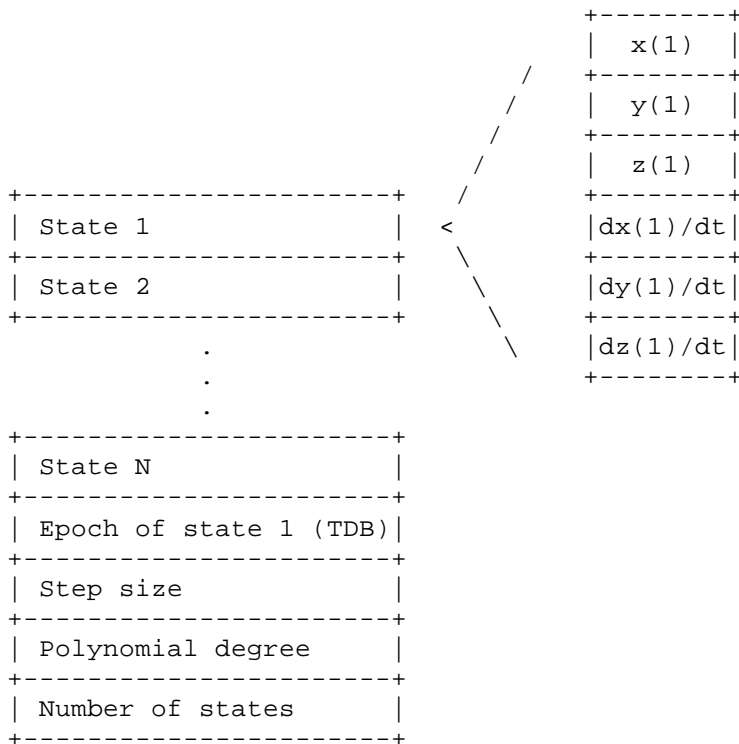 x(1)
y(1)
z(1)
State 1 < dx(1)/dt
State 2 dy(1)/dt
dz(1)/dt
.
.
.
State N
Epoch of state 1 (TDB)
Step size
Polynomial degree
Number of states